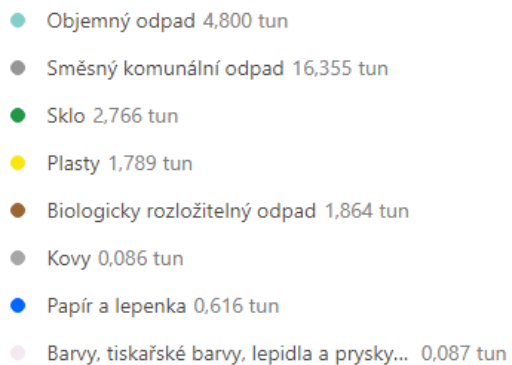 Objemný odpad 4,800 tun
Směsný komunální odpad 16,355 tun
Sklo 2,766 tun
Plasty 1,789 tun
Biologicky rozložitelný odpad 1,864 tun
Kovy 0,086 tun
Papír a lepenka 0,616 tun
Barvy, tiskařské barvy, lepidla a prysky... 0,087 tun